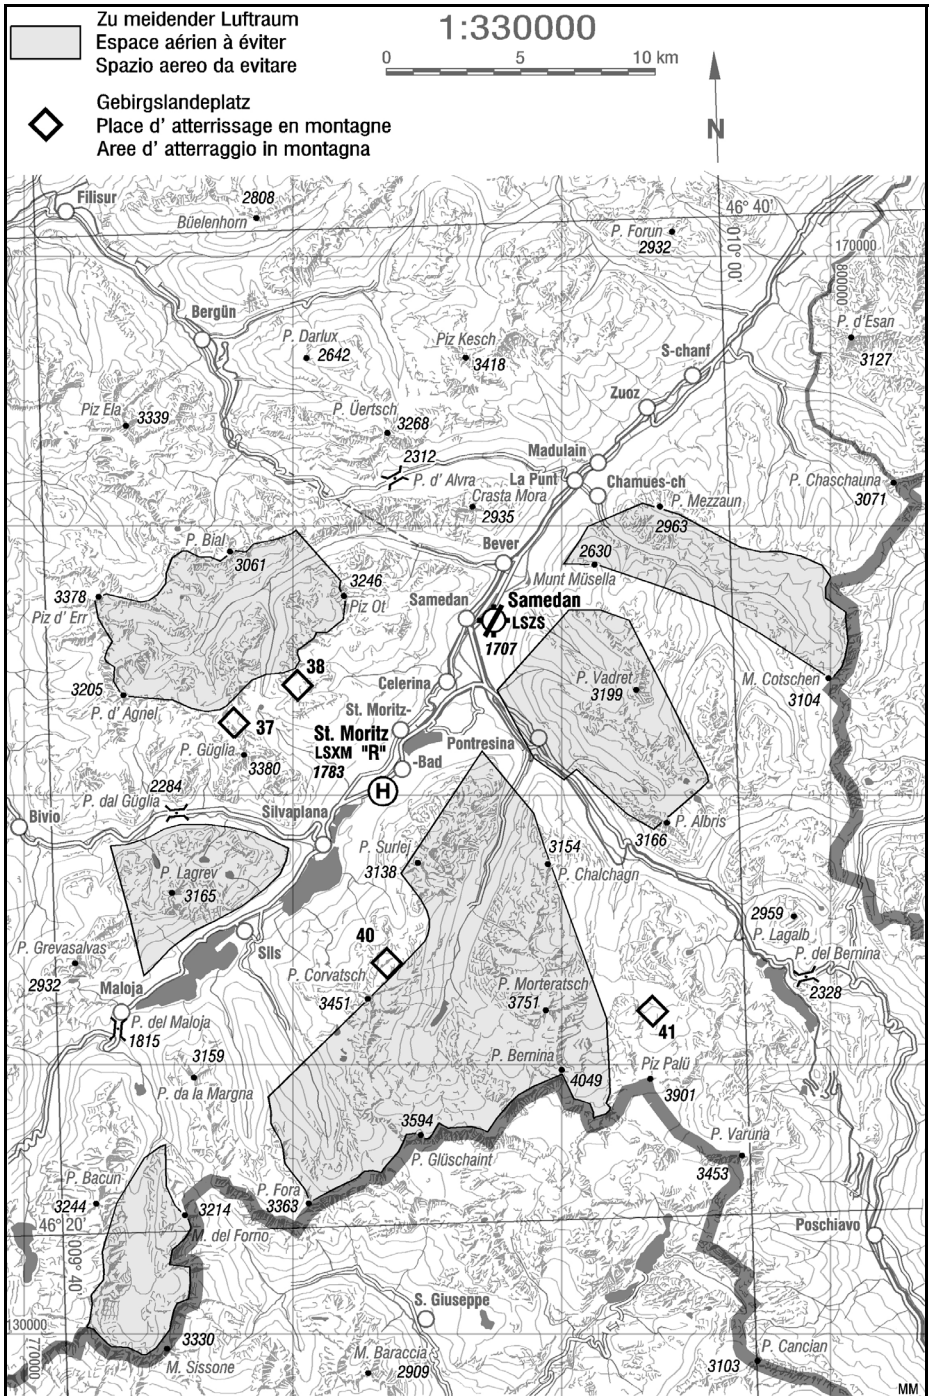 Zu meidender Luftraum
Espace aérien à éviter
Spazio aereo da evitare
1:330000
0 5 10 km
Gebirgslandeplatz
Place d' atterrissage en montagne
Aree d' atterraggio in montagna
N
Filisur
2808
Büelenhorn
P. Forun
2932
46° 40'
010° 00'
170000
800000
Bergün
P. Darlux
2642
Piz Kesch
3418
S-chanf
P. d'Esan
3127
Zuoz
Piz Ela
3339
P. Üertsch
3268
2312
P. d' Alvra
Madulain
La Punt
Chamues-ch
P. Chaschauna
3071
Crasta Mora
2935
P. Mezzaun
2963
P. Bial
3061
Bever
2630
Munt Müsella
3378
Piz d' Err
3246
Piz Ot
Samedan
Samedan
LSZS
1707
38
3205
P. d' Agnel
Celerina
P. Vadret
3199
M. Cotschen
3104
37
St. Moritz-
St. Moritz
LSXM "R"
1783
-Bad
Pontresina
P. Güglia
3380
H
2284
P. dal Güglia
Bivio
Silvaplana
P. Albris
3166
P. Surlej
3138
3154
P. Chalchagn
P. Lagrev
3165
2959
P. Lagalb
P. del Bernina
2328
40
Slls
P. Grevasalvas
2932
P. Corvatsch
3451
Maloja
P. Morteratsch
3751
41
P. del Maloja
1815
3159
P. da la Margna
P. Bernina
4049
Piz Palü
3901
3594
P. Glüschaint
P. Varuna
3453
P. Bacun
3244
3214
M. del Forno
P. Fora
3363
46° 20'
009° 40'
Poschiavo
S. Giuseppe
130000
770000
3330
M. Sissone
M. Baraccia
2909
P. Cancian
3103
MM